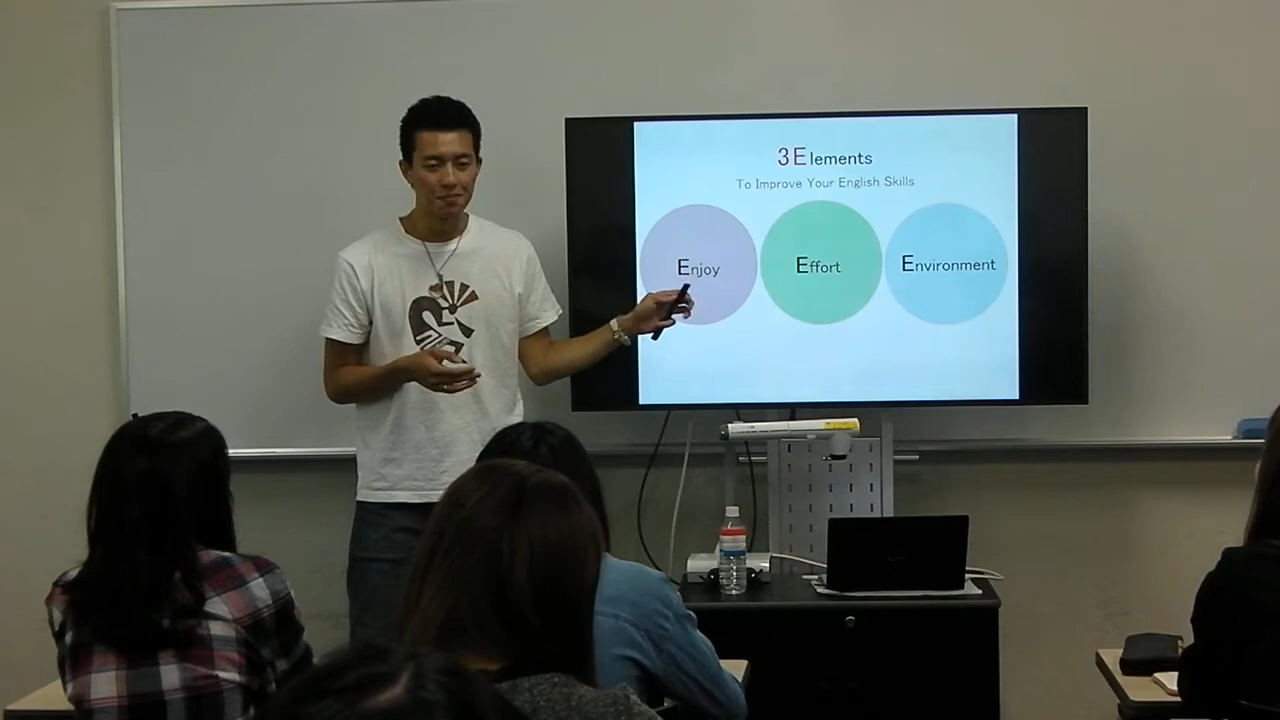 3Elements
To Improve Your English Skills
Enjoy
Effort
Environment